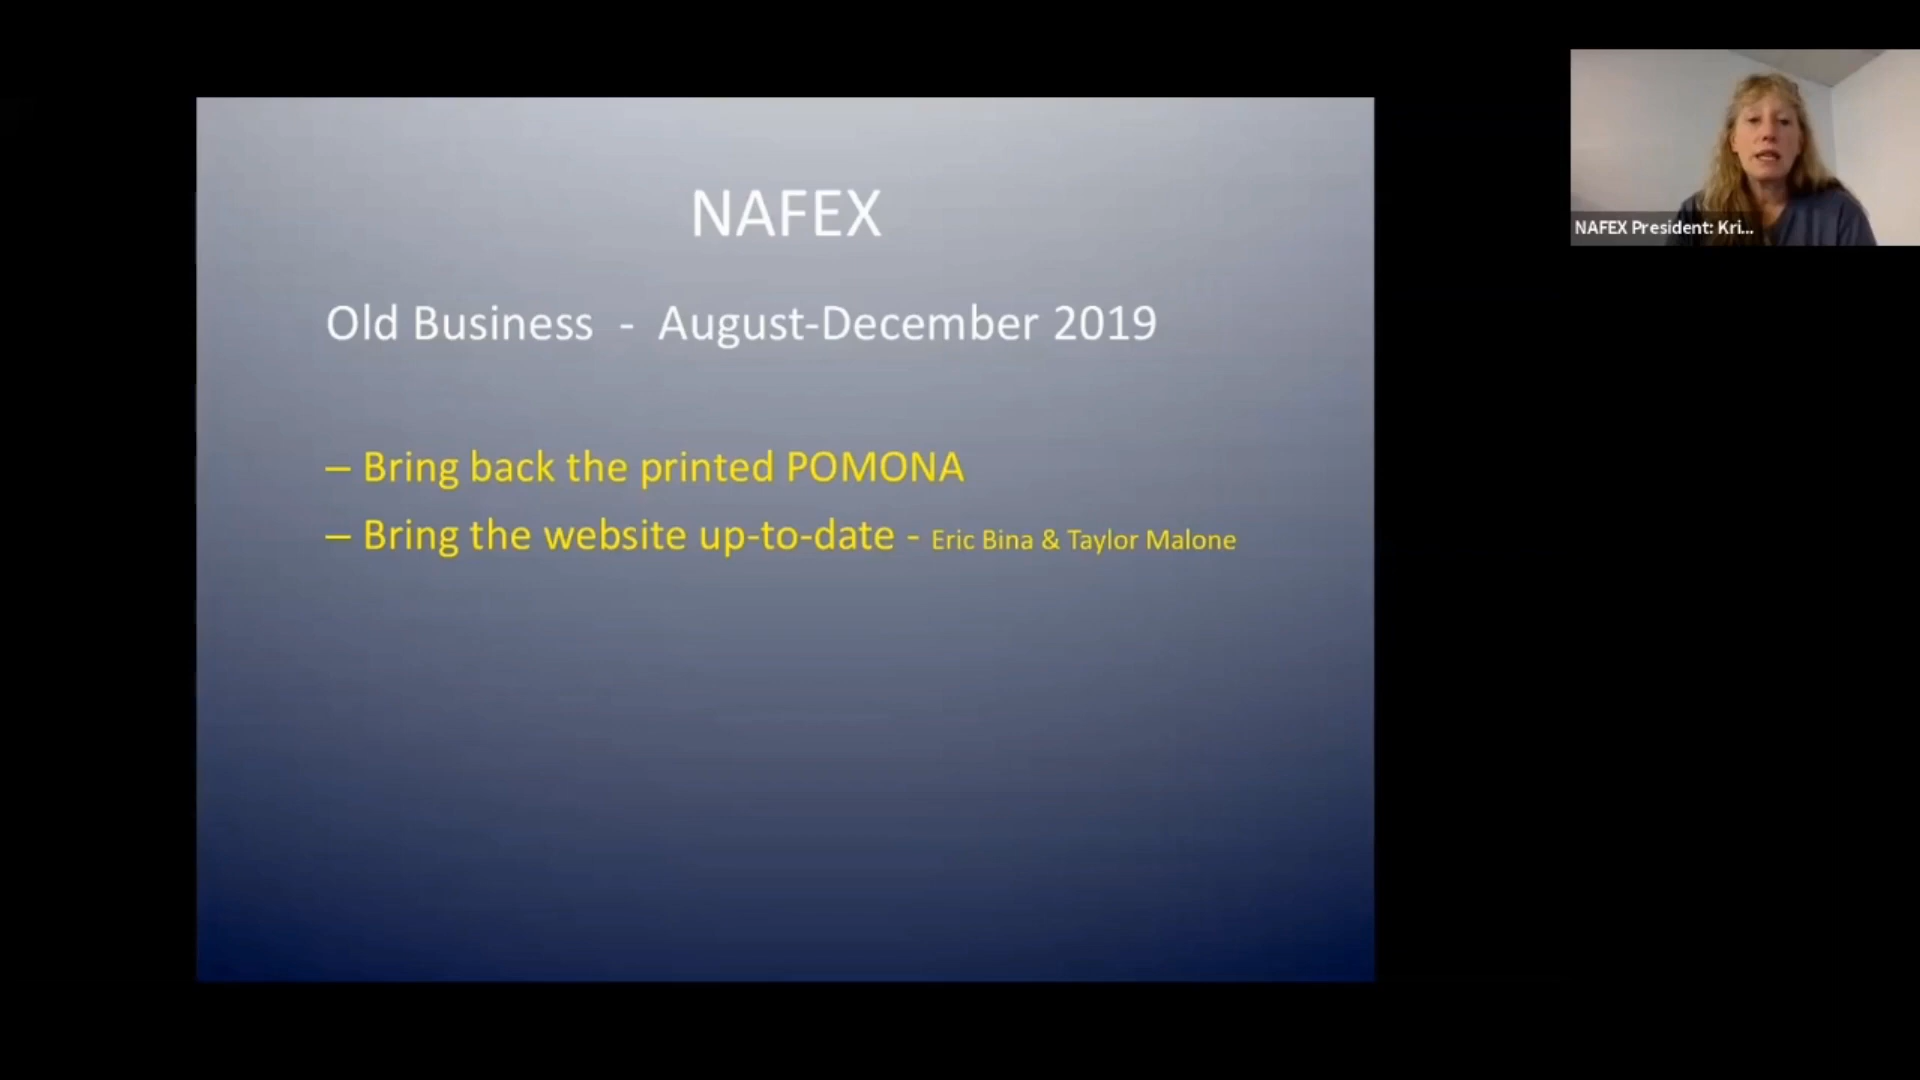 NAFEX
Old Business - August-December 2019
– Bring back the printed POMONA
– Bring the website up-to-date - Eric Bina & Taylor Malone
NAFEX President: Kri...